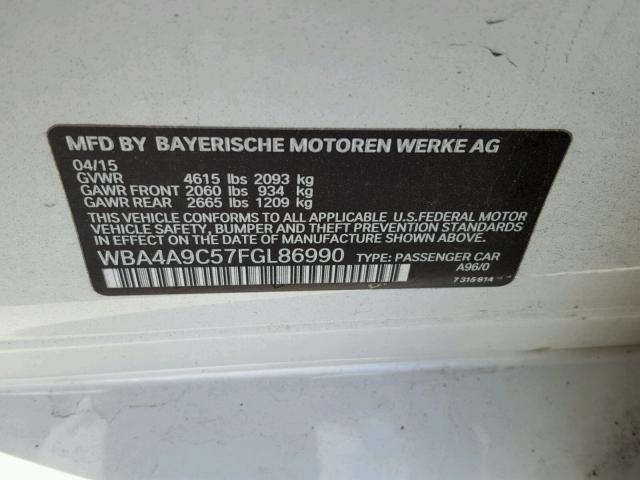 MFD BY BAYERISCHE MOTOREN WERKE AG
04/15
GVWR 4615 lbs 2093 kg
GAWR FRONT 2060 lbs 934 kg
GAWR REAR 2665 lbs 1209 kg
THIS VEHICLE CONFORMS TO ALL APPLICABLE U.S.FEDERAL MOTOR
VEHICLE SAFETY, BUMPER AND THEFT PREVENTION STANDARDS
IN EFFECT ON THE DATE OF MANUFACTURE SHOWN ABOVE.
WBA4A9C57FGL86990 TYPE: PASSENGER CAR
A96/0
7 315 814